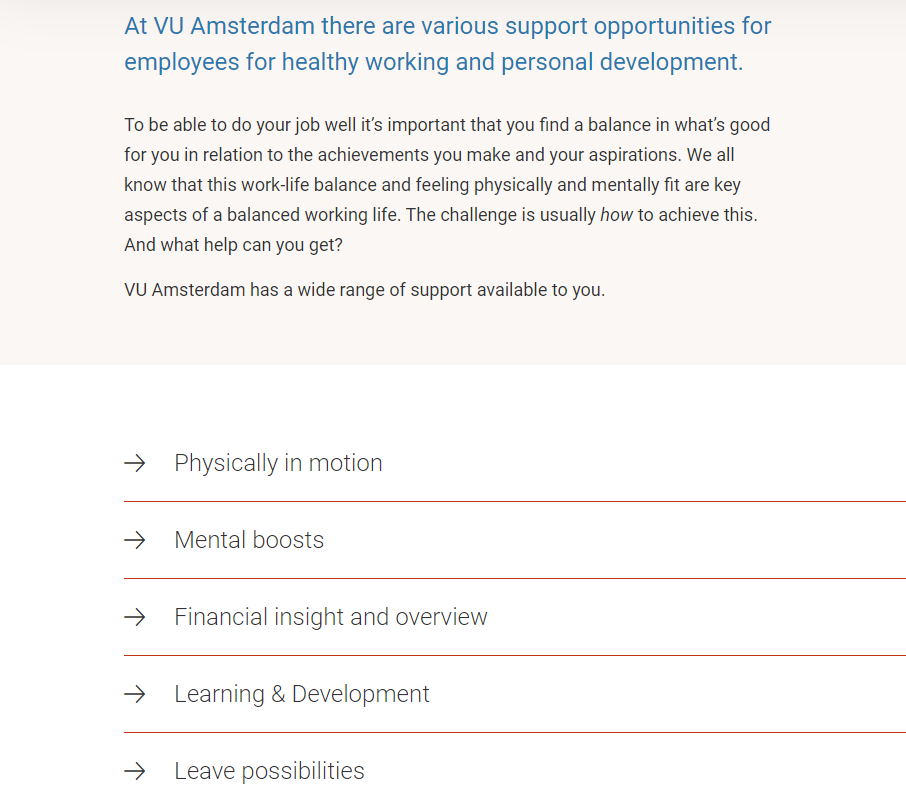 At VU Amsterdam there are various support opportunities for
employees for healthy working and personal development.
To be able to do your job well it’s important that you find a balance in what’s good
for you in relation to the achievements you make and your aspirations. We all
know that this work-life balance and feeling physically and mentally fit are key
aspects of a balanced working life. The challenge is usually how to achieve this.
And what help can you get?
VU Amsterdam has a wide range of support available to you.
Physically in motion
Mental boosts
Financial insight and overview
Learning & Development
Leave possibilities